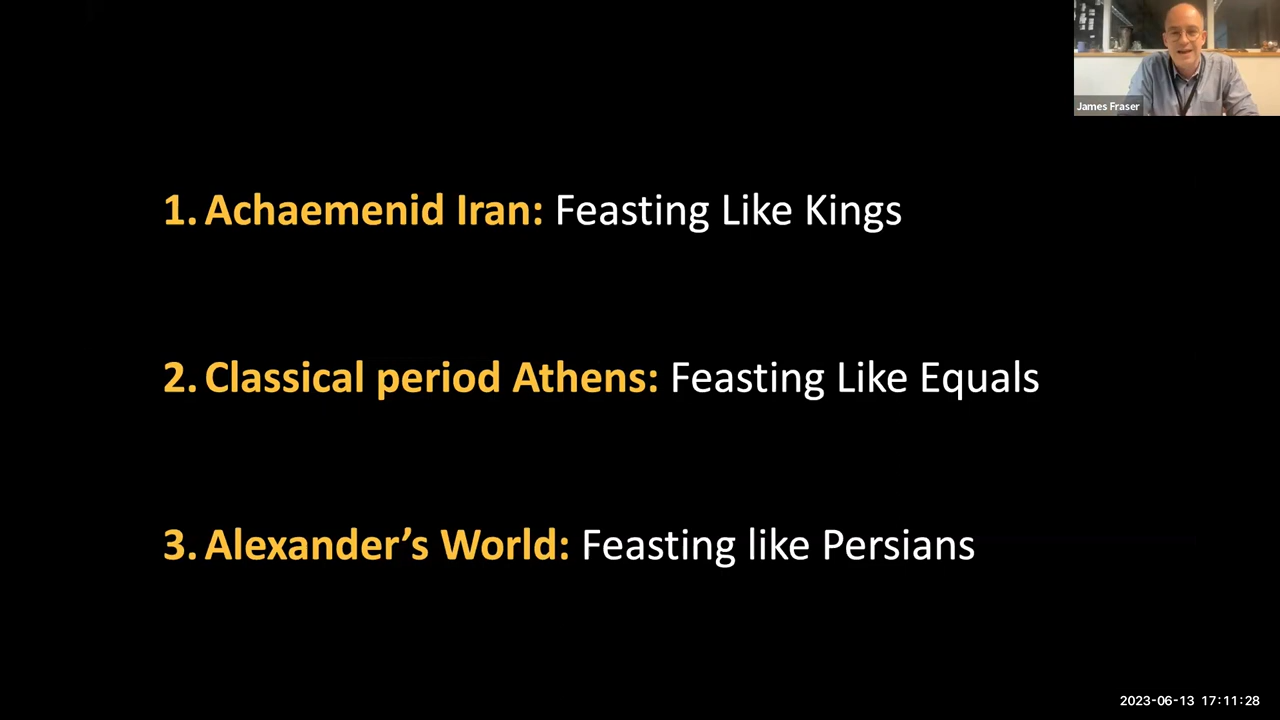 James Fraser
1. Achaemenid Iran: Feasting Like Kings
2. Classical period Athens: Feasting Like Equals
3. Alexander’s World: Feasting like Persians
2023-06-13 17:11:28